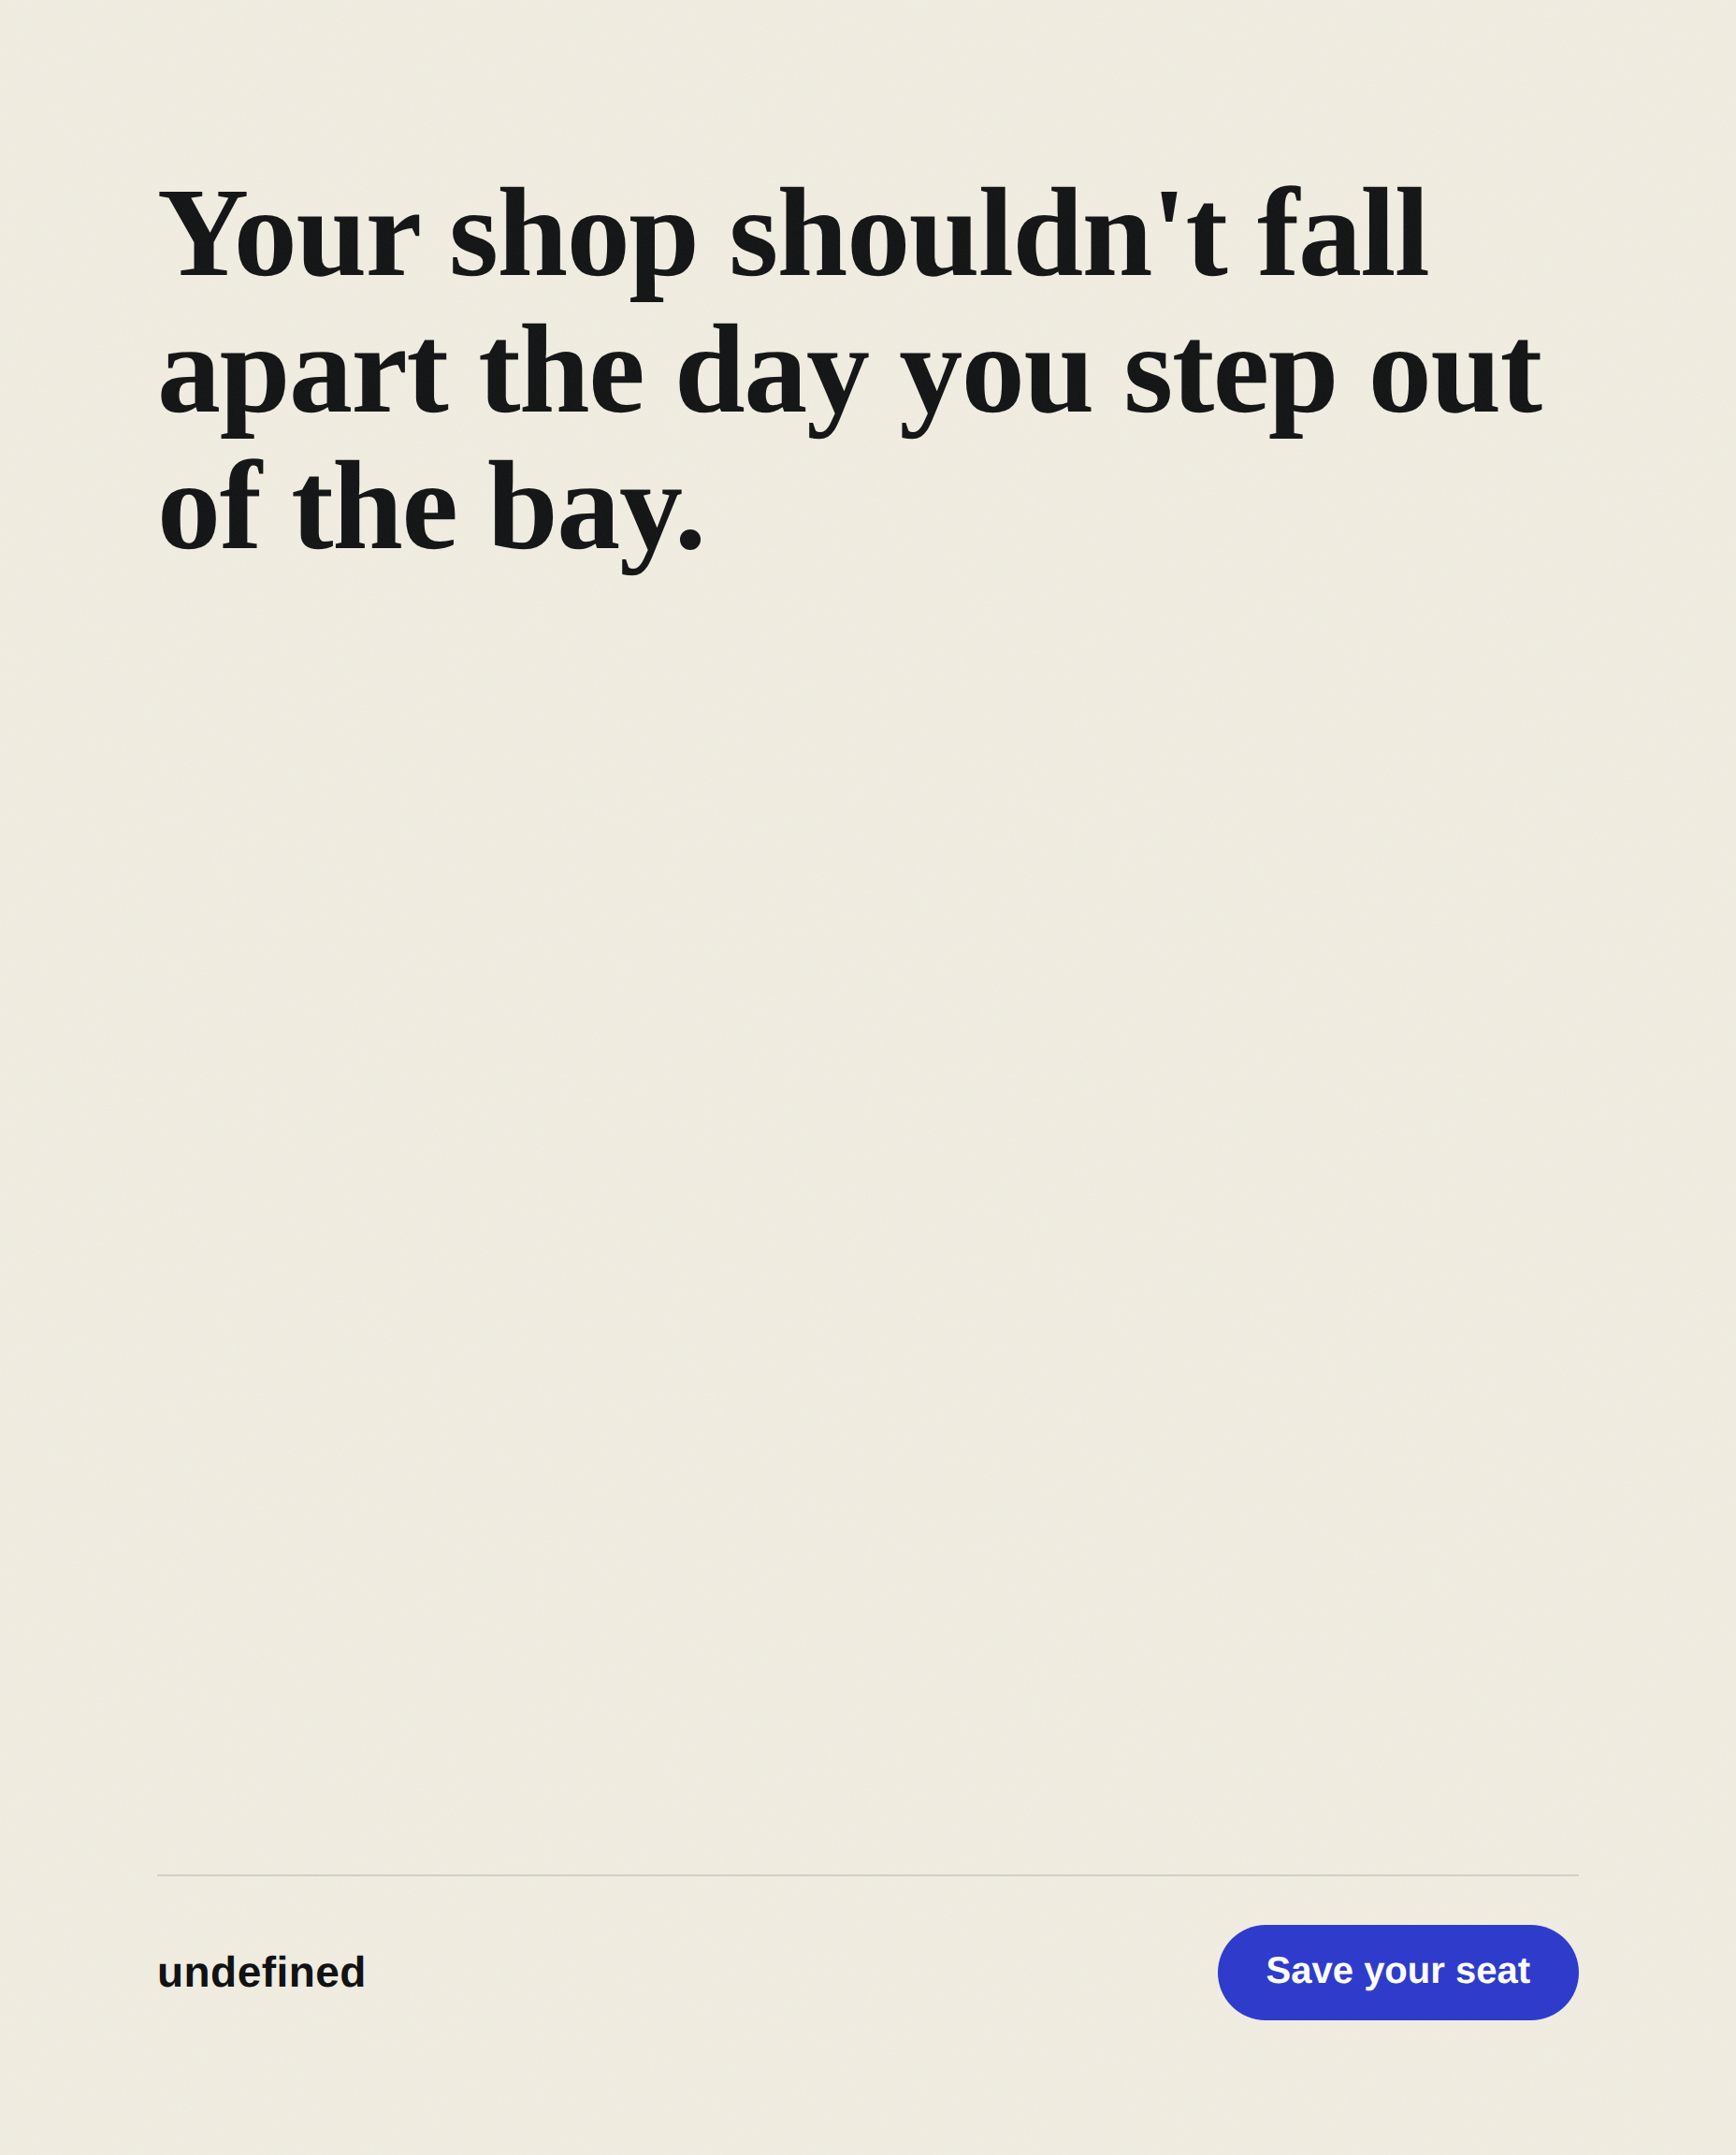 Your shop shouldn't fall
apart the day you step out
of the bay.
undefined
Save your seat